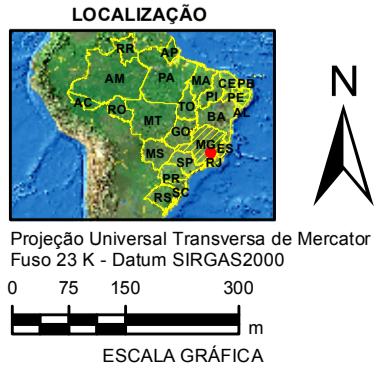 LOCALIZAÇÃO
RR AP
AM PA MA CE PB
PI PE
AC RO TO AL
MT BA
GO
MG ES
MS SP RJ
PR
SC
RS
N
Projeção Universal Transversa de Mercator
Fuso 23 K - Datum SIRGAS2000
0 75 150 300
m
ESCALA GRÁFICA